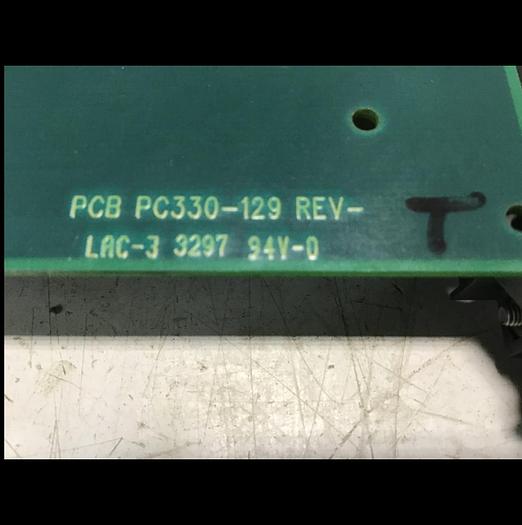 PCB PC330-129 REV-
LAC-3 3297 94V-0
T